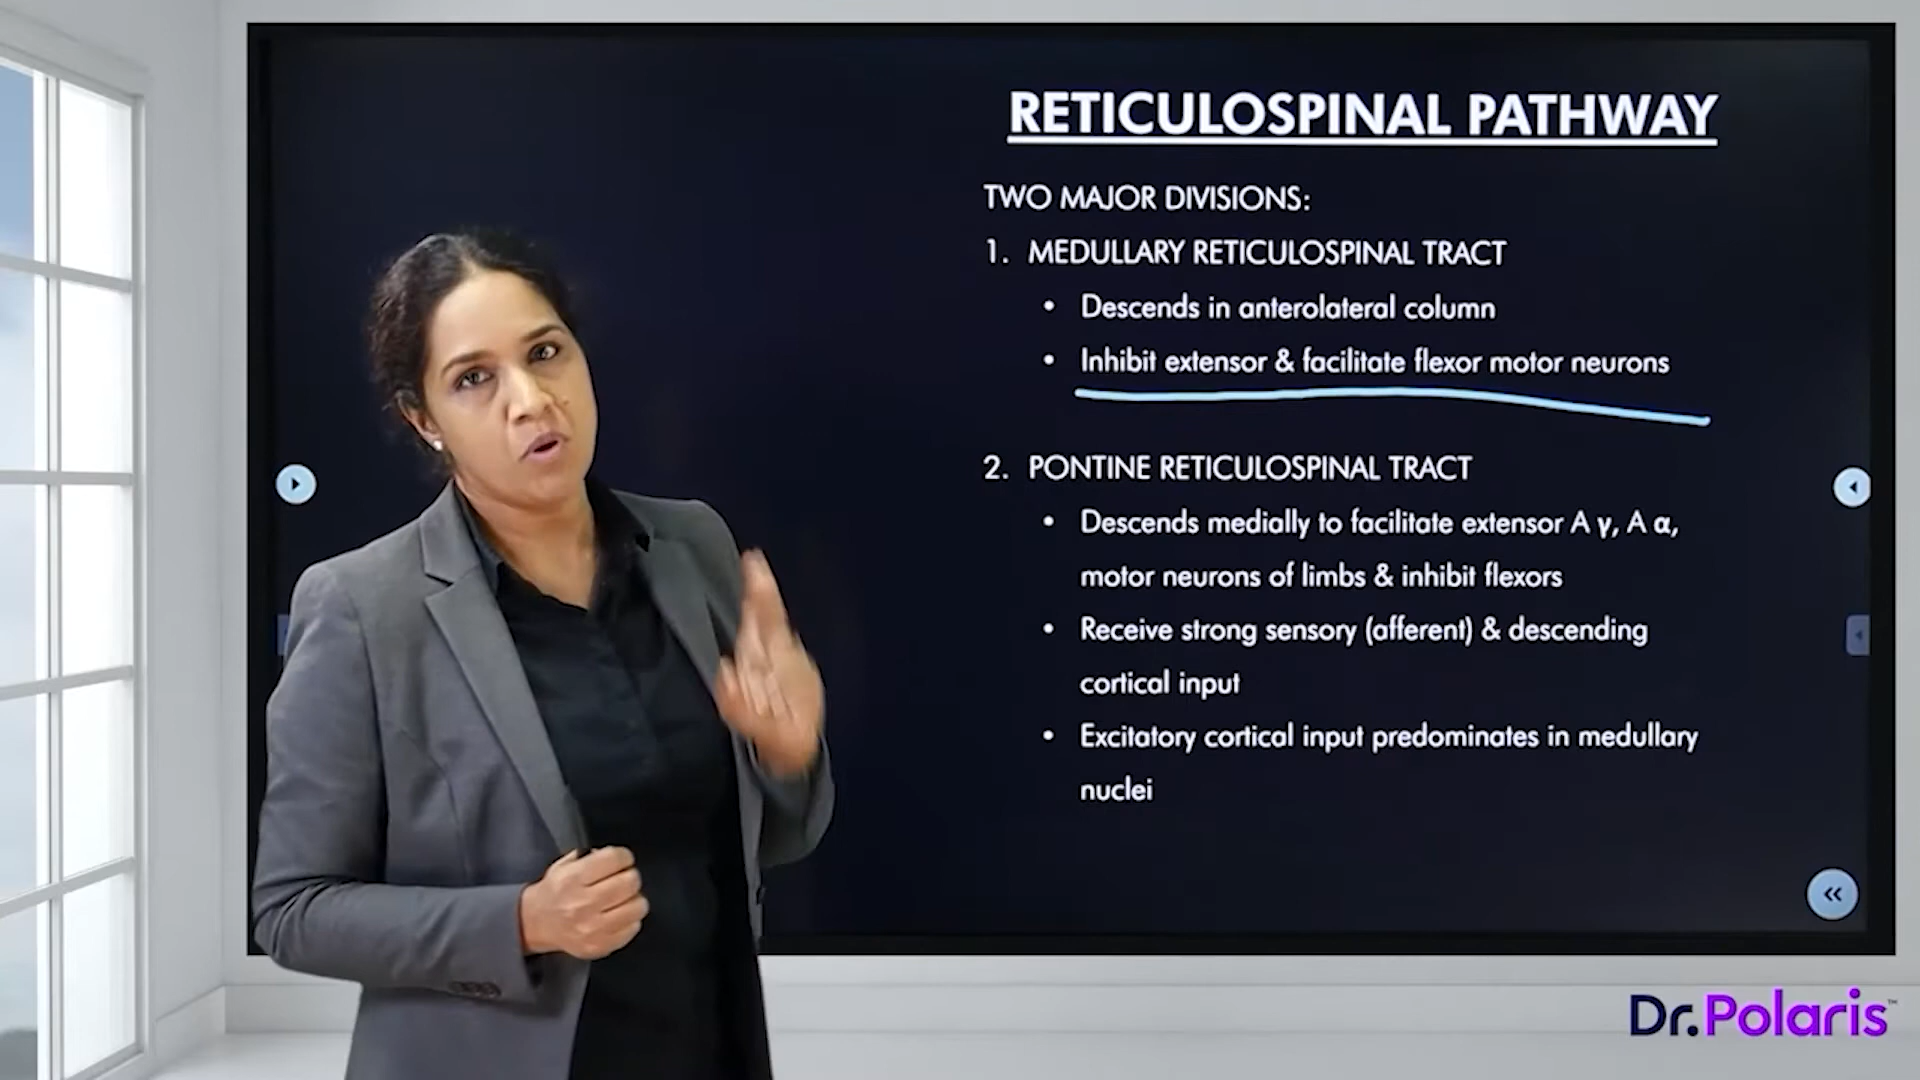 RETICULOSPINAL PATHWAY
TWO MAJOR DIVISIONS:
1. MEDULLARY RETICULOSPINAL TRACT
• Descends in anterolateral column
• Inhibit extensor & facilitate flexor motor neurons
2. PONTINE RETICULOSPINAL TRACT
• Descends medially to facilitate extensor A γ, A α,
motor neurons of limbs & inhibit flexors
• Receive strong sensory (afferent) & descending
cortical input
• Excitatory cortical input predominates in medullary
nuclei
Dr.Polaris™